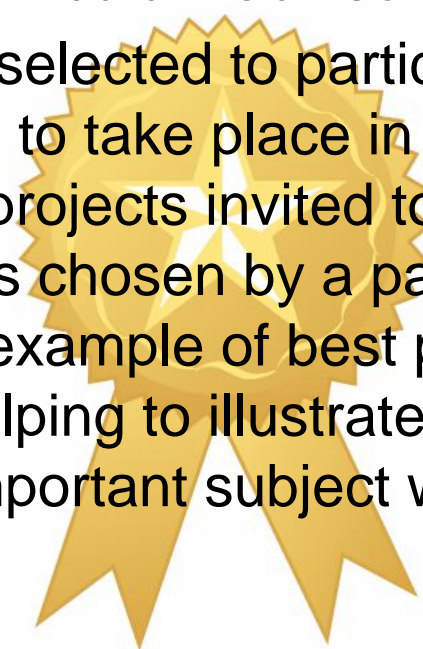 selected to partic
to take place in
rojects invited to
s chosen by a pa
example of best p
lping to illustrate
portant subject w